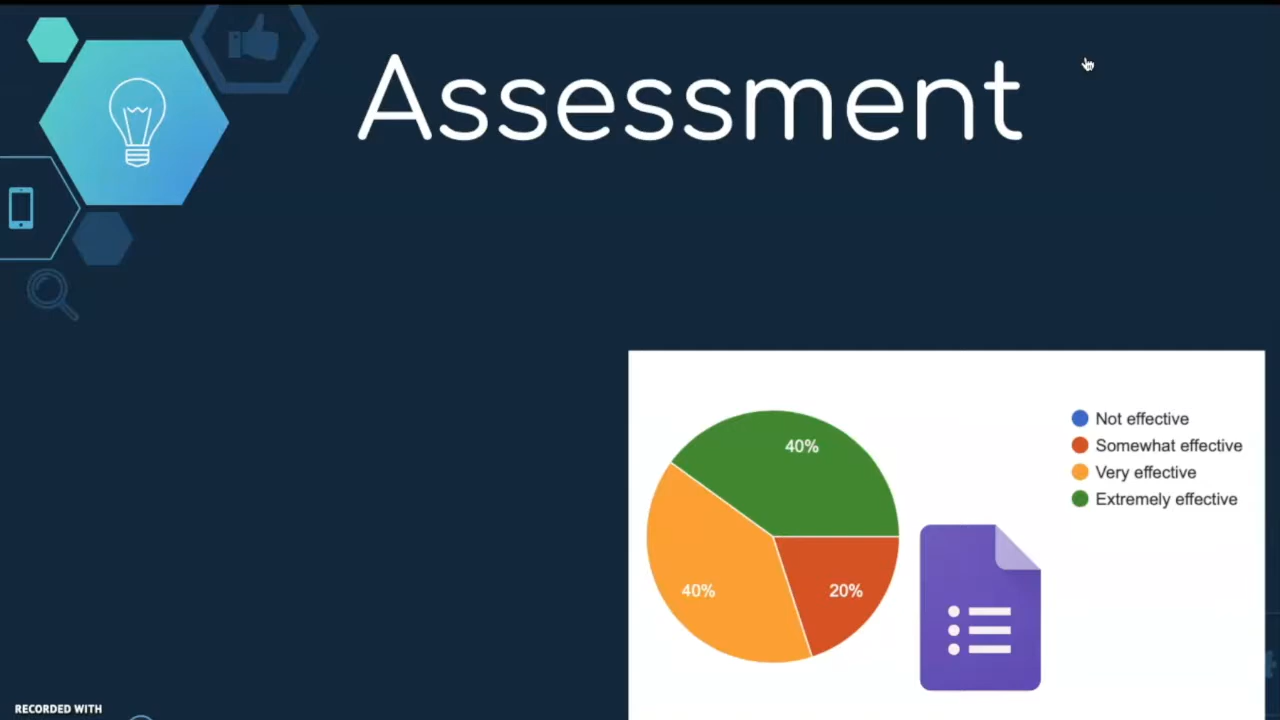 Assessment
40%
40%
20%
Not effective
Somewhat effective
Very effective
Extremely effective
RECORDED WITH